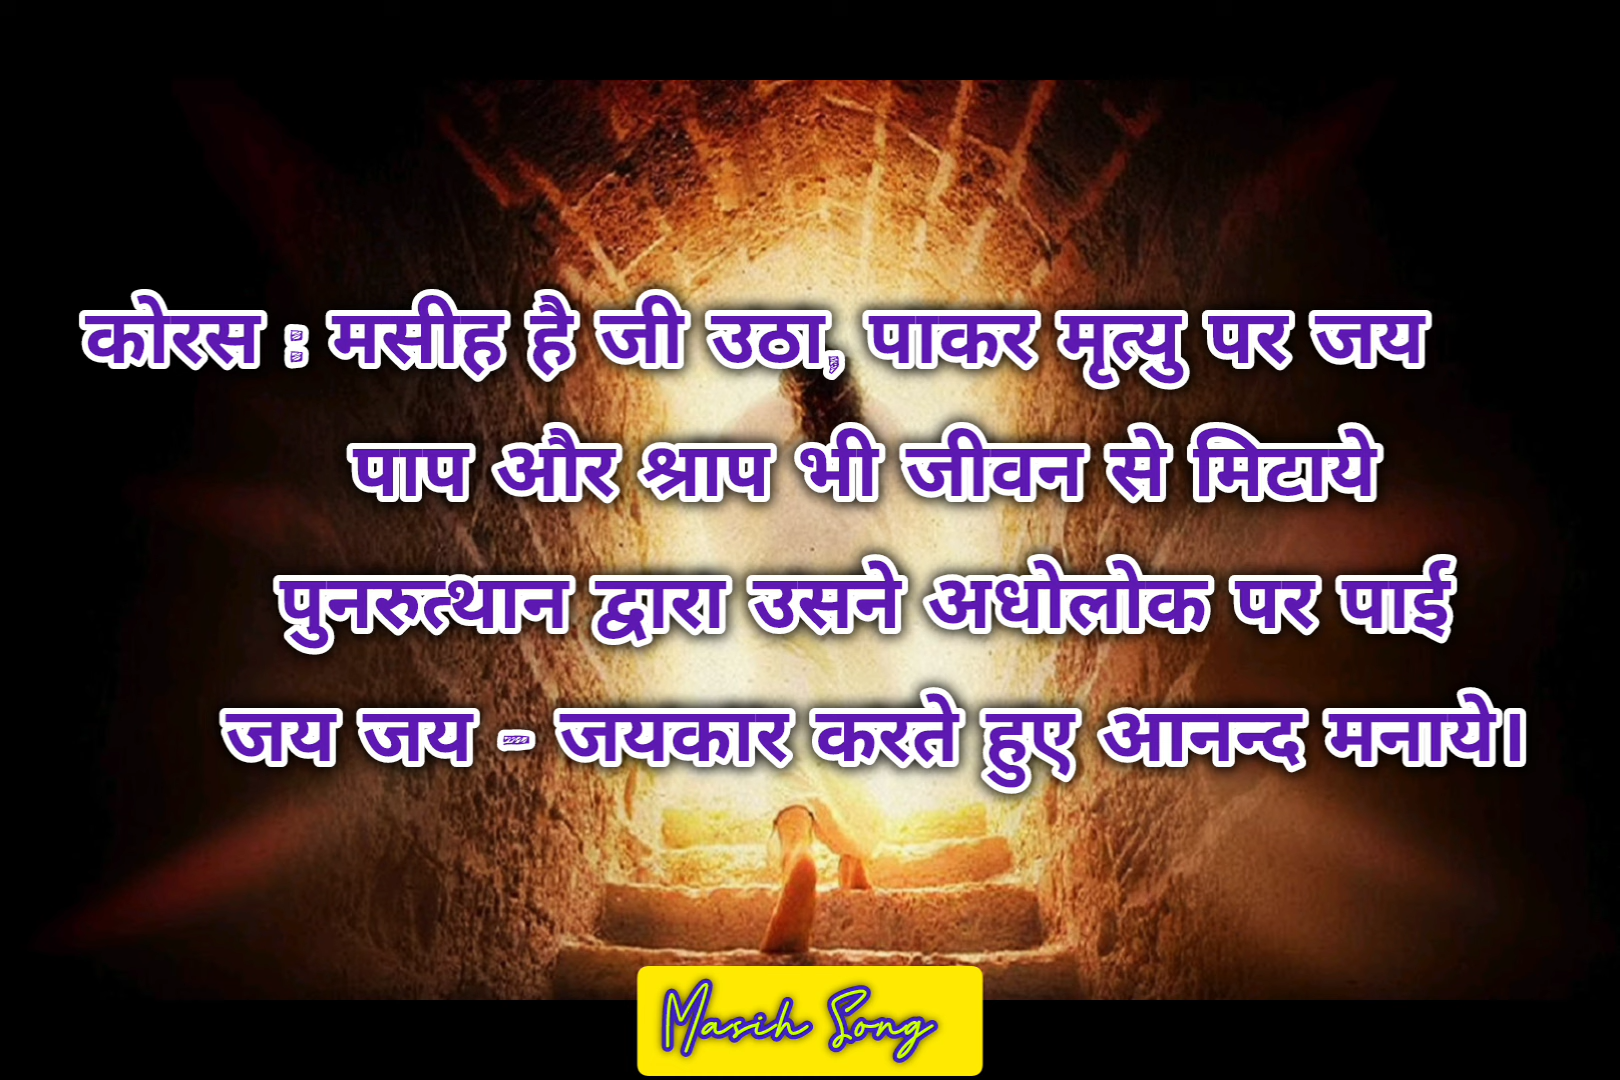 कोरस : मसीह है जी उठा, पाकर मृत्यु पर जय
पाप और श्राप भी जीवन से मिटाये
पुनरुत्थान द्वारा उसने अधोलोक पर पाई
जय जय - जयकार करते हुए आनन्द मनाये।
Masih Song